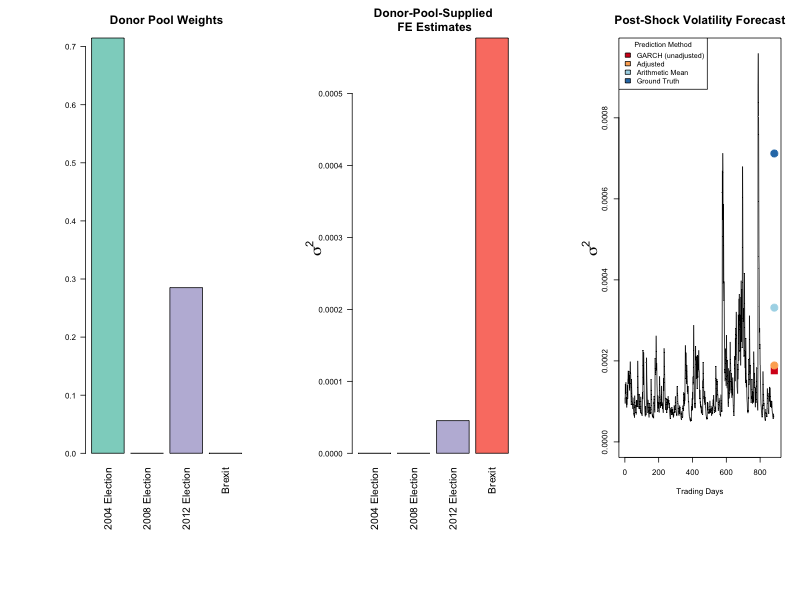 Donor Pool Weights
0.7
0.6
0.5
0.4
0.3
0.2
0.1
0.0
2004 Election
2008 Election
2012 Election
Brexit
Donor-Pool-Supplied
FE Estimates
σ²
0.0005
0.0004
0.0003
0.0002
0.0001
0.0000
2004 Election
2008 Election
2012 Election
Brexit
Post-Shock Volatility Forecast
Prediction Method
GARCH (unadjusted)
Adjusted
Arithmetic Mean
Ground Truth
σ²
0.0008
0.0006
0.0004
0.0002
0.0000
0 200 400 600 800
Trading Days